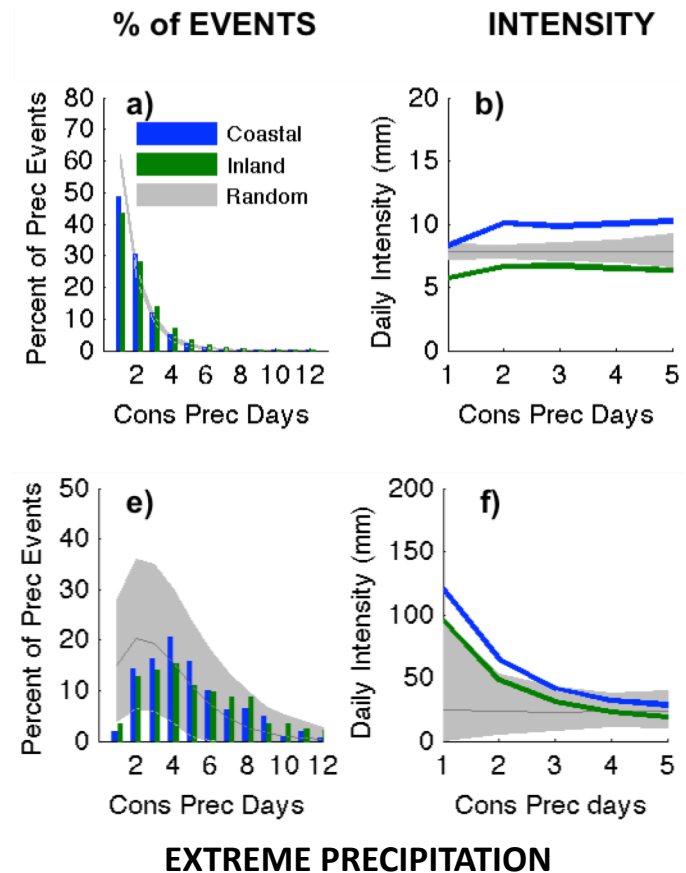 % of EVENTS
INTENSITY
a)
Coastal
Inland
Random
Percent of Prec Events
80
70
60
50
40
30
20
10
0
2 4 6 8 10 12
Cons Prec Days
b)
Daily Intensity (mm)
20
15
10
5
0
1 2 3 4 5
Cons Prec Days
e)
Percent of Prec Events
50
40
30
20
10
0
2 4 6 8 10 12
Cons Prec Days
f)
Daily Intensity (mm)
200
150
100
50
0
1 2 3 4 5
Cons Prec days
EXTREME PRECIPITATION